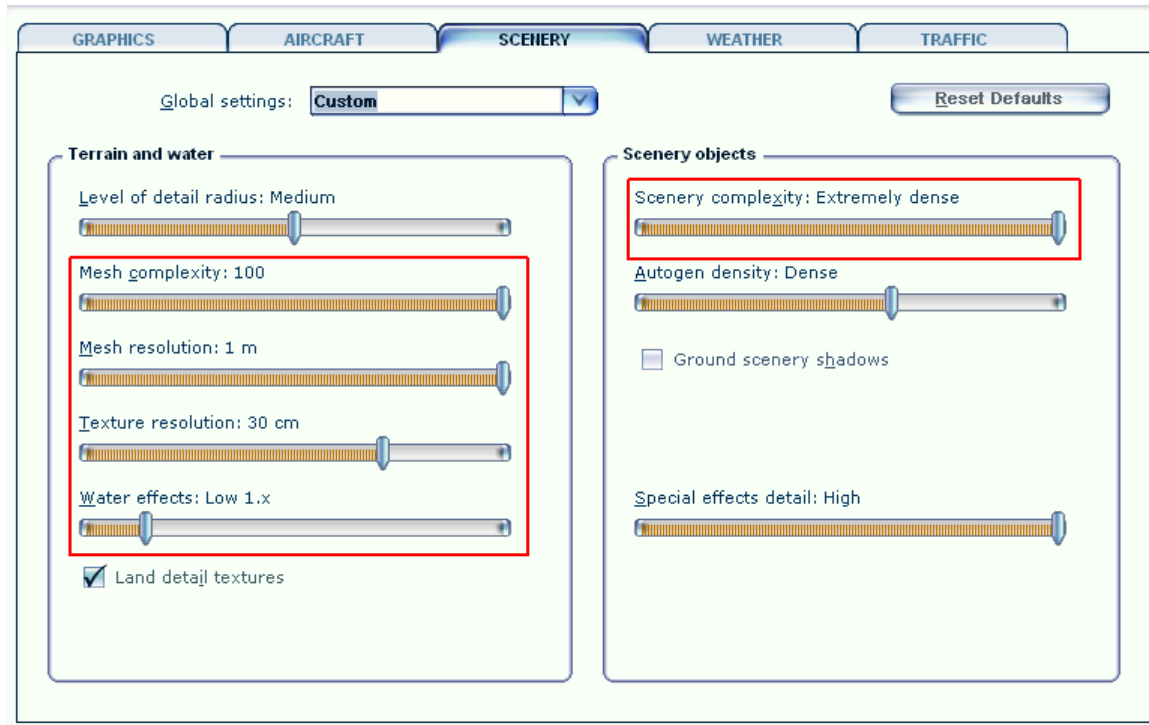 GRAPHICS AIRCRAFT SCENERY WEATHER TRAFFIC
Global settings: Custom Reset Defaults
Terrain and water
Level of detail radius: Medium
Mesh complexity: 100
Mesh resolution: 1 m
Texture resolution: 30 cm
Water effects: Low 1.x
Land detail textures
Scenery objects
Scenery complexity: Extremely dense
Autogen density: Dense
Ground scenery shadows
Special effects detail: High